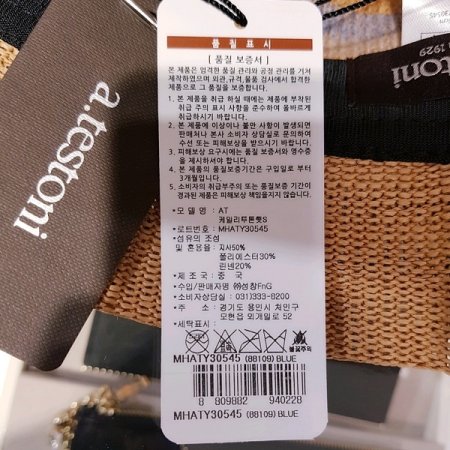 a.testoni
a.testoni
1929
품 질 표 시
[ 품 질 보 증 서 ]
본 제품은 엄격한 품질 관리와 공정 관리를 거쳐
제작하였으며 외관, 규격, 품질 검사에서 합격한
제품으로 그 품질을 보증합니다.
1. 본 제품을 취급 하실 때에는 제품에 부착된
취급 주의 표시 사항을 준수하여 올바르게
취급하시기 바랍니다.
2. 본 제품에 이상이나 불만 사항이 발생되면
판매처나 본사 소비자 상담실로 문의하여
수선 또는 피해보상을 받으시기 바랍니다.
3. 피해보상 요구시에는 품질 보증서와 영수증
을 제시하셔야 합니다.
4. 본 제품의 품질보증기간은 구입일로 부터
3개월입니다.
5. 소비자의 취급부주의 또는 품질보증 기간이
경과된 제품은 피해보상 책임을지지 않습니다.
•모 델 명 : AT
케일리루톤햇S
•로트번호 : MHATY30545
•섬유의 조성
및 혼용율 : 지사50%
폴리에스터30%
린넨20%
•제 조 국 : 중 국
•수입/판매자명 ㈜성창FnG
•소비자상담실 : 031)333-8200
•주 소 : 경기도 용인시 처인구
모현읍 외개일로 52
•세탁표시 :
MHATY30545 (88109) BLUE
8 809882 940228
MHATY30545 (88109) BLUE